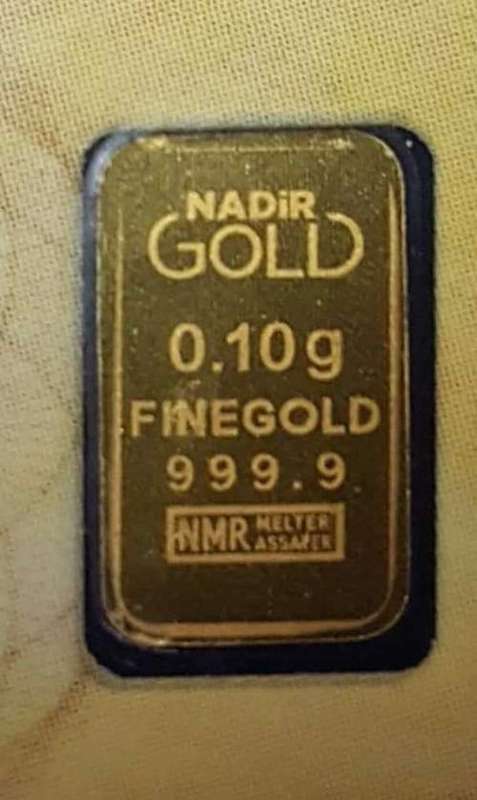 NADiR
GOLD
0.10g
FINEGOLD
999.9
NMR MELTER
ASSAYER